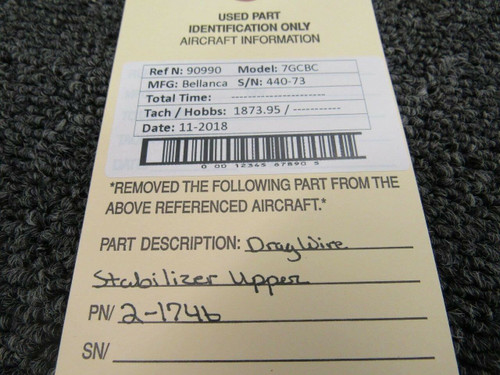 USED PART
IDENTIFICATION ONLY
AIRCRAFT INFORMATION
Ref N: 90990 Model: 7GCBC
MFG: Bellanca S/N: 440-73
Total Time: ------------------
Tach / Hobbs: 1873.95 / -----------
Date: 11-2018
0 00 12345 67890 5
*REMOVED THE FOLLOWING PART FROM THE
ABOVE REFERENCED AIRCRAFT.*
PART DESCRIPTION: Drag Wire
Stabilizer Upper
PN/ 2-1746
SN/